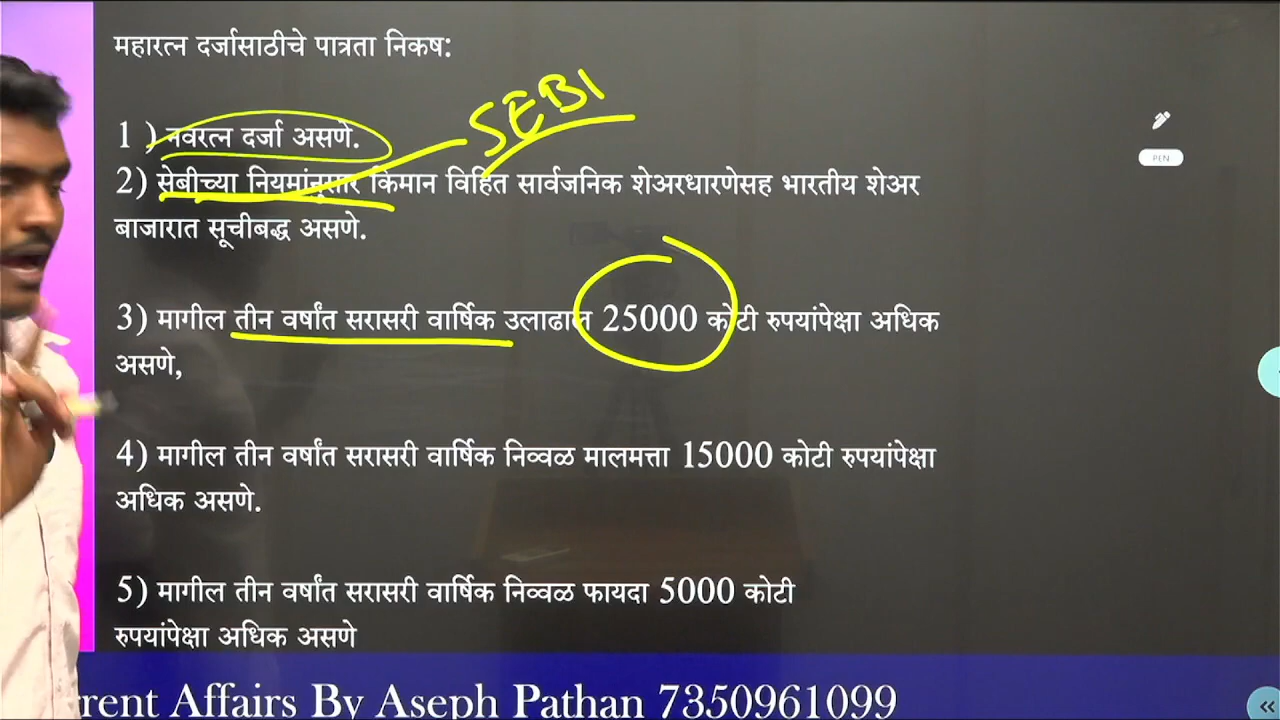 महारत्न दर्जासाठीचे पात्रता निकष:
SEBI
1 ) नवरत्न दर्जा असणे.
2) सेबीच्या नियमांनुसार किमान विहित सार्वजनिक शेअरधारणेसह भारतीय शेअर
बाजारात सूचीबद्ध असणे.
3) मागील तीन वर्षांत सरासरी वार्षिक उलाढाल 25000 कोटी रुपयांपेक्षा अधिक
असणे,
4) मागील तीन वर्षांत सरासरी वार्षिक निव्वळ मालमत्ता 15000 कोटी रुपयांपेक्षा
अधिक असणे.
5) मागील तीन वर्षांत सरासरी वार्षिक निव्वळ फायदा 5000 कोटी
रुपयांपेक्षा अधिक असणे
PEN
rrent Affairs By Aseph Pathan 7350961099